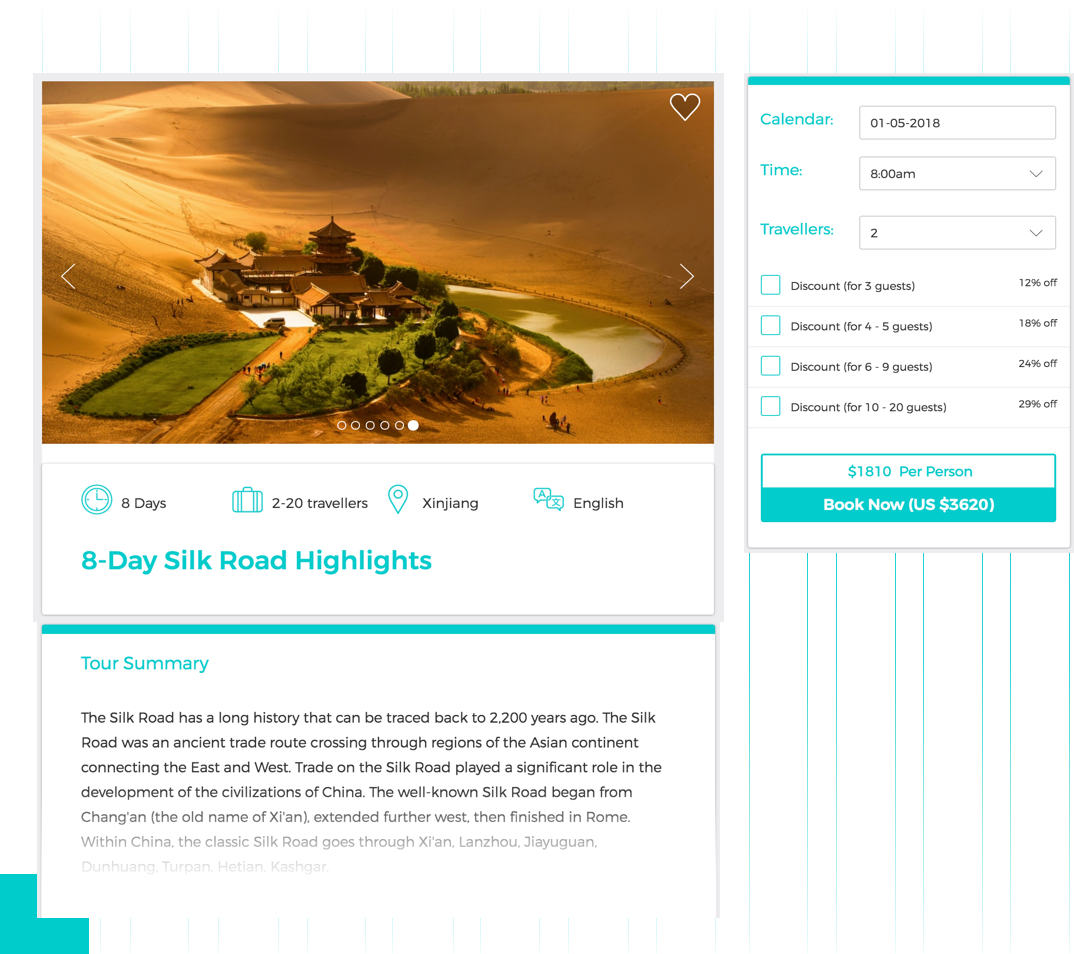 Calendar:
01-05-2018
Time:
8:00am
Travellers:
2
Discount (for 3 guests)
12% off
Discount (for 4 - 5 guests)
18% off
Discount (for 6 - 9 guests)
24% off
Discount (for 10 - 20 guests)
29% off
$1810 Per Person
Book Now (US $3620)
8 Days
2-20 travellers
Xinjiang
English
A
文
8-Day Silk Road Highlights
Tour Summary
The Silk Road has a long history that can be traced back to 2,200 years ago. The Silk
Road was an ancient trade route crossing through regions of the Asian continent
connecting the East and West. Trade on the Silk Road played a significant role in the
development of the civilizations of China. The well-known Silk Road began from
Chang'an (the old name of Xi'an), extended further west, then finished in Rome.
Within China, the classic Silk Road goes through Xi'an, Lanzhou, Jiayuguan,
Dunhuang, Turpan, Hetian, Kashgar.